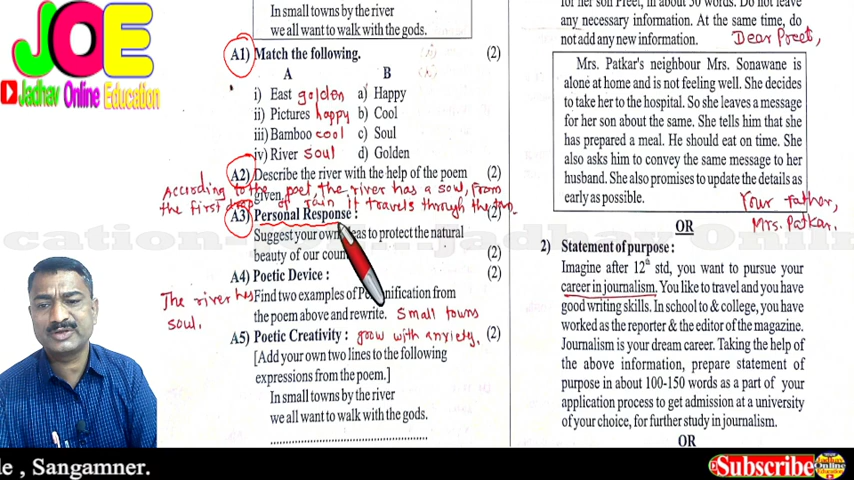 JOE
Jadhav Online Education
In small towns by the river
we all want to walk with the gods.
A1) Match the following. (2)
A B
i) East golden a) Happy
ii) Pictures happy b) Cool
iii) Bamboo cool c) Soul
iv) River soul d) Golden
A2) Describe the river with the help of the poem (2)
given.
According to the poet, the river has a soul, from
the first drop of rain it travels through the
A3) Personal Response : (2)
Suggest your own ideas to protect the natural
beauty of our (2)
A4) Poetic Device : (2)
Find two examples of from
the poem above and rewrite. Small towns
The river has
soul.
A5) Poetic Creativity : grow with anxiety. (2)
[Add your own two lines to the following
expressions from the poem.]
In small towns by the river
we all want to walk with the gods.
for her son Preet, in about 50 words. Do not leave
any necessary information. At the same time, do
not add any new information. Dear Preet,
Mrs. Patkar's neighbour Mrs. Sonawane is
alone at home and is not feeling well. She decides
to take her to the hospital. So she leaves a message
for her son about the same. She tells him that she
has prepared a meal. He should eat on time. She
also asks him to convey the same message to her
husband. She also promises to update the details as
early as possible. Your father,
Mrs. Patkar.
OR
2) Statement of purpose :
Imagine after 12th std, you want to pursue your
career in journalism. You like to travel and you have
good writing skills. In school to & college, you have
worked as the reporter & the editor of the magazine.
Journalism is your dream career. Taking the help of
the above information, prepare statement of
purpose in about 100-150 words as a part of your
application process to get admission at a university
of your choice, for further study in journalism.
OR
, Sangamner.
Subscribe